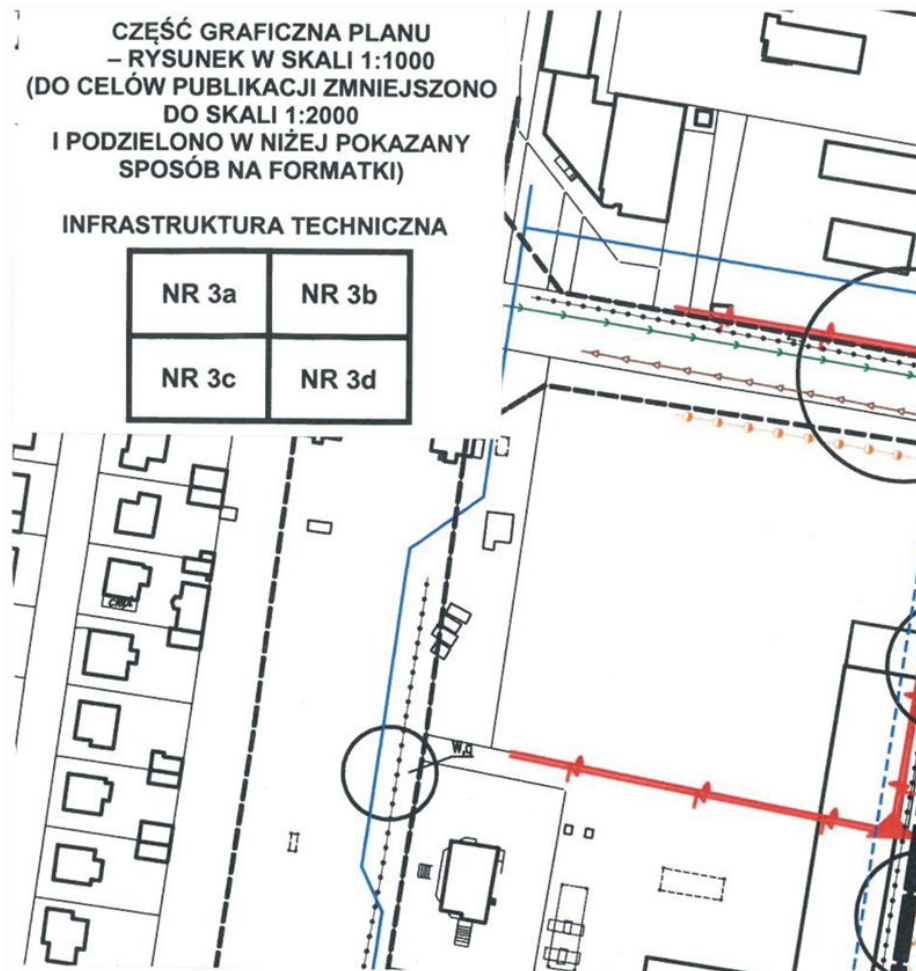 CZĘŚĆ GRAFICZNA PLANU
– RYSUNEK W SKALI 1:1000
(DO CELÓW PUBLIKACJI ZMNIEJSZONO
DO SKALI 1:2000
I PODZIELONO W NIŻEJ POKAZANY
SPOSÓB NA FORMATKI)
INFRASTRUKTURA TECHNICZNA
NR 3a NR 3b
NR 3c NR 3d